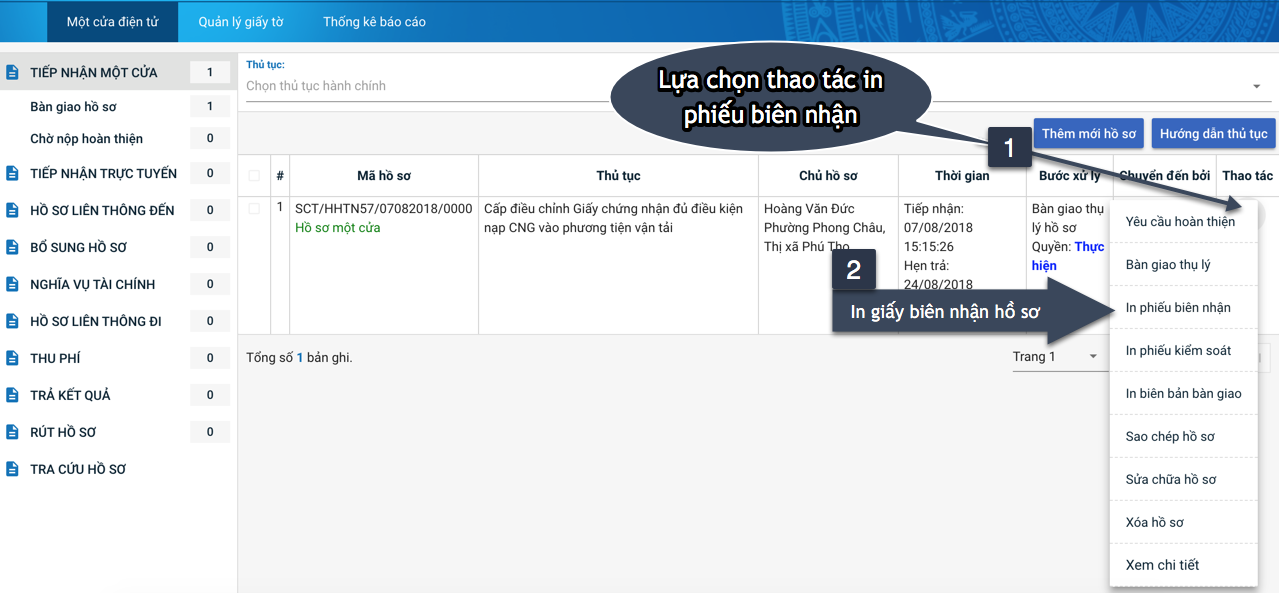 Một cửa điện tử
Quản lý giấy tờ
Thống kê báo cáo
TIẾP NHẬN MỘT CỬA 1
Bàn giao hồ sơ 1
Chờ nộp hoàn thiện 0
TIẾP NHẬN TRỰC TUYẾN 0
HỒ SƠ LIÊN THÔNG ĐẾN 0
BỔ SUNG HỒ SƠ 0
NGHĨA VỤ TÀI CHÍNH 0
HỒ SƠ LIÊN THÔNG ĐI 0
THU PHÍ 0
TRẢ KẾT QUẢ 0
RÚT HỒ SƠ 0
TRA CỨU HỒ SƠ
Thủ tục:
Chọn thủ tục hành chính
Lựa chọn thao tác in
phiếu biên nhận
1
Thêm mới hồ sơ
Hướng dẫn thủ tục
# Mã hồ sơ Thủ tục Chủ hồ sơ Thời gian Bước xử lý Chuyển đến bởi Thao tác
1
SCT/HHTN57/07082018/0000
Hồ sơ một cửa
Cấp điều chỉnh Giấy chứng nhận đủ điều kiện
nạp CNG vào phương tiện vận tải
Hoàng Văn Đức
Phường Phong Châu,
Thị xã Phú Thọ
Tiếp nhận:
07/08/2018
15:15:26
Hẹn trả:
24/08/2018
Bàn giao thụ
lý hồ sơ
Quyền: Thực
hiện
2
In giấy biên nhận hồ sơ
Yêu cầu hoàn thiện
Bàn giao thụ lý
In phiếu biên nhận
In phiếu kiểm soát
In biên bản bàn giao
Sao chép hồ sơ
Sửa chữa hồ sơ
Xóa hồ sơ
Xem chi tiết
Tổng số 1 bản ghi.
Trang 1